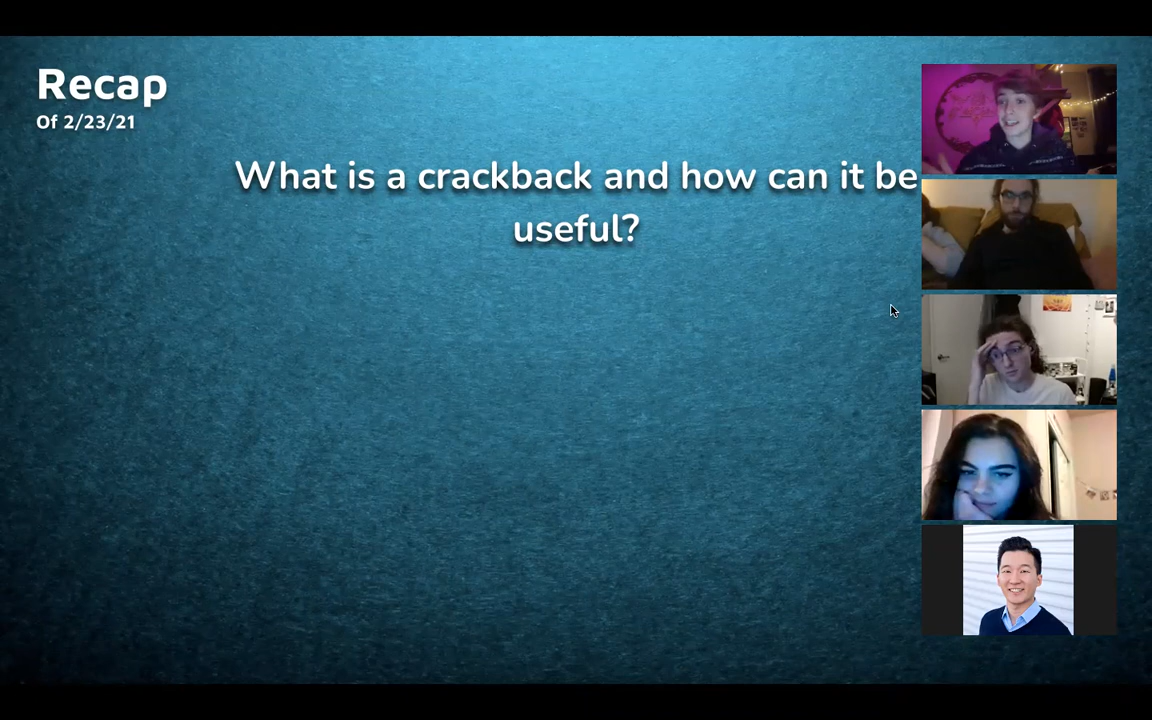 Recap
Of 2/23/21
What is a crackback and how can it be
useful?